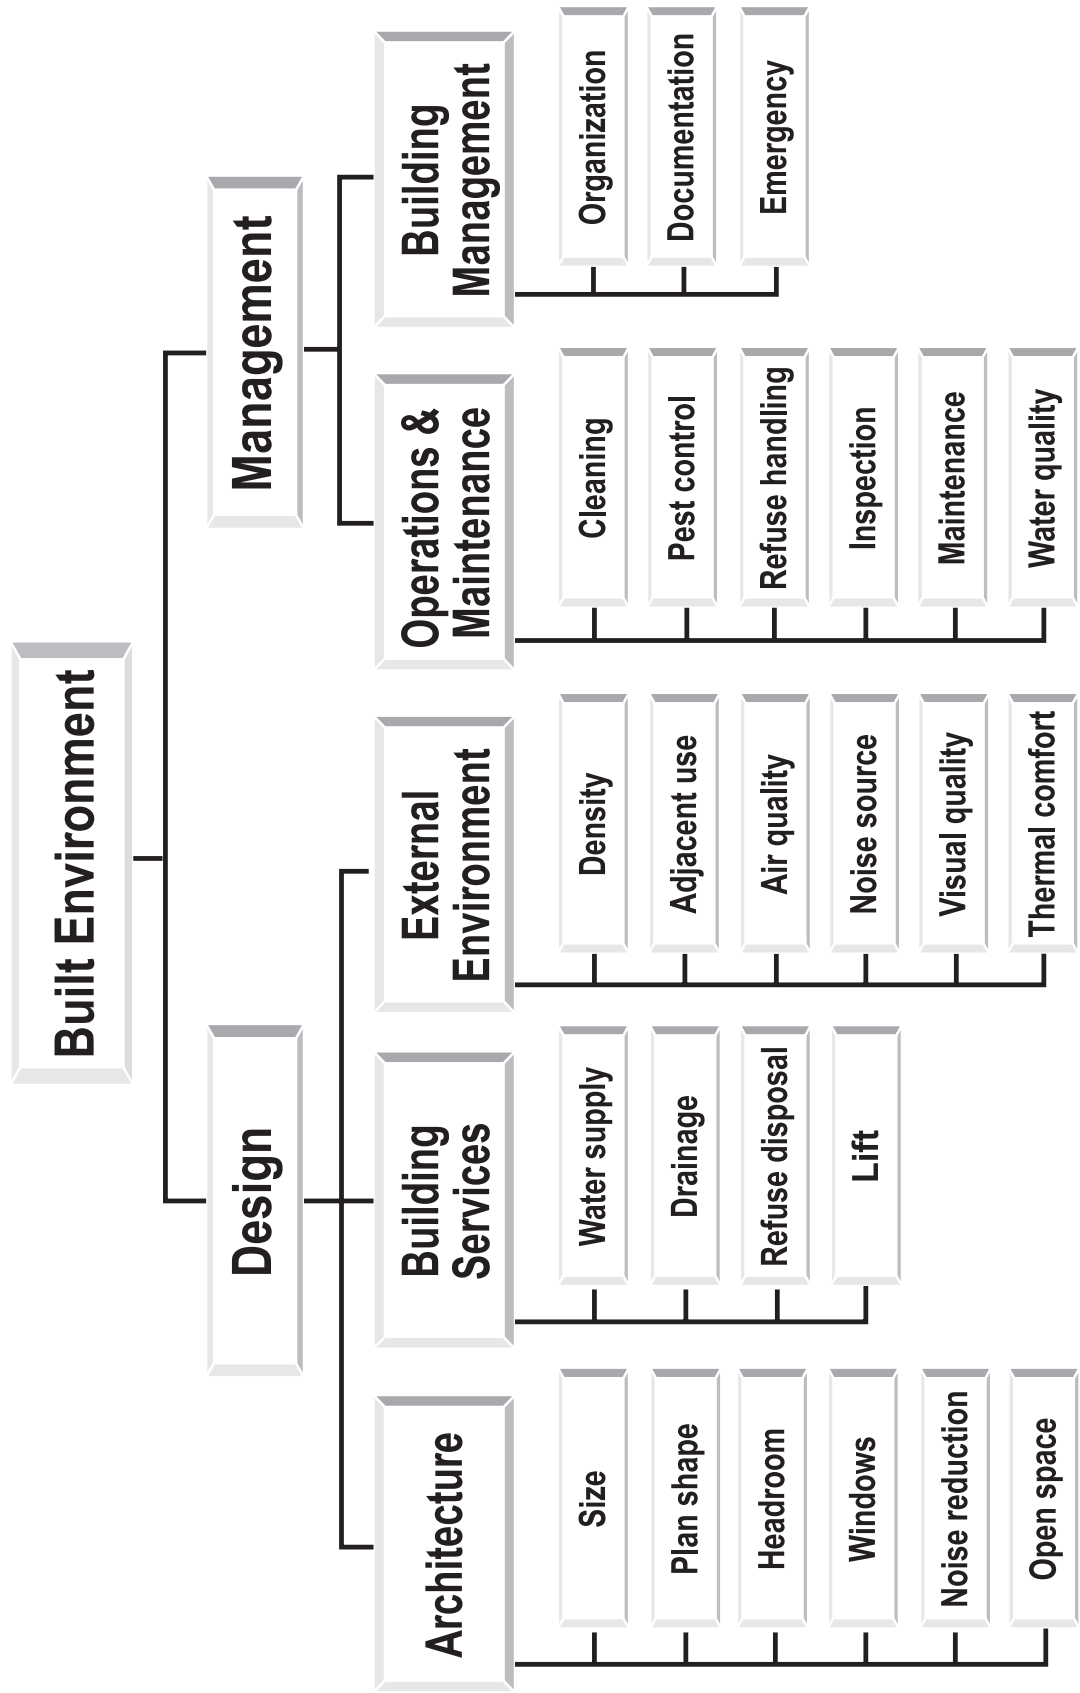 Built Environment
Design
Management
Architecture
Building
Services
External
Environment
Operations &
Maintenance
Building
Management
Size
Plan shape
Headroom
Windows
Noise reduction
Open space
Water supply
Drainage
Refuse disposal
Lift
Density
Adjacent use
Air quality
Noise source
Visual quality
Thermal comfort
Cleaning
Pest control
Refuse handling
Inspection
Maintenance
Water quality
Organization
Documentation
Emergency